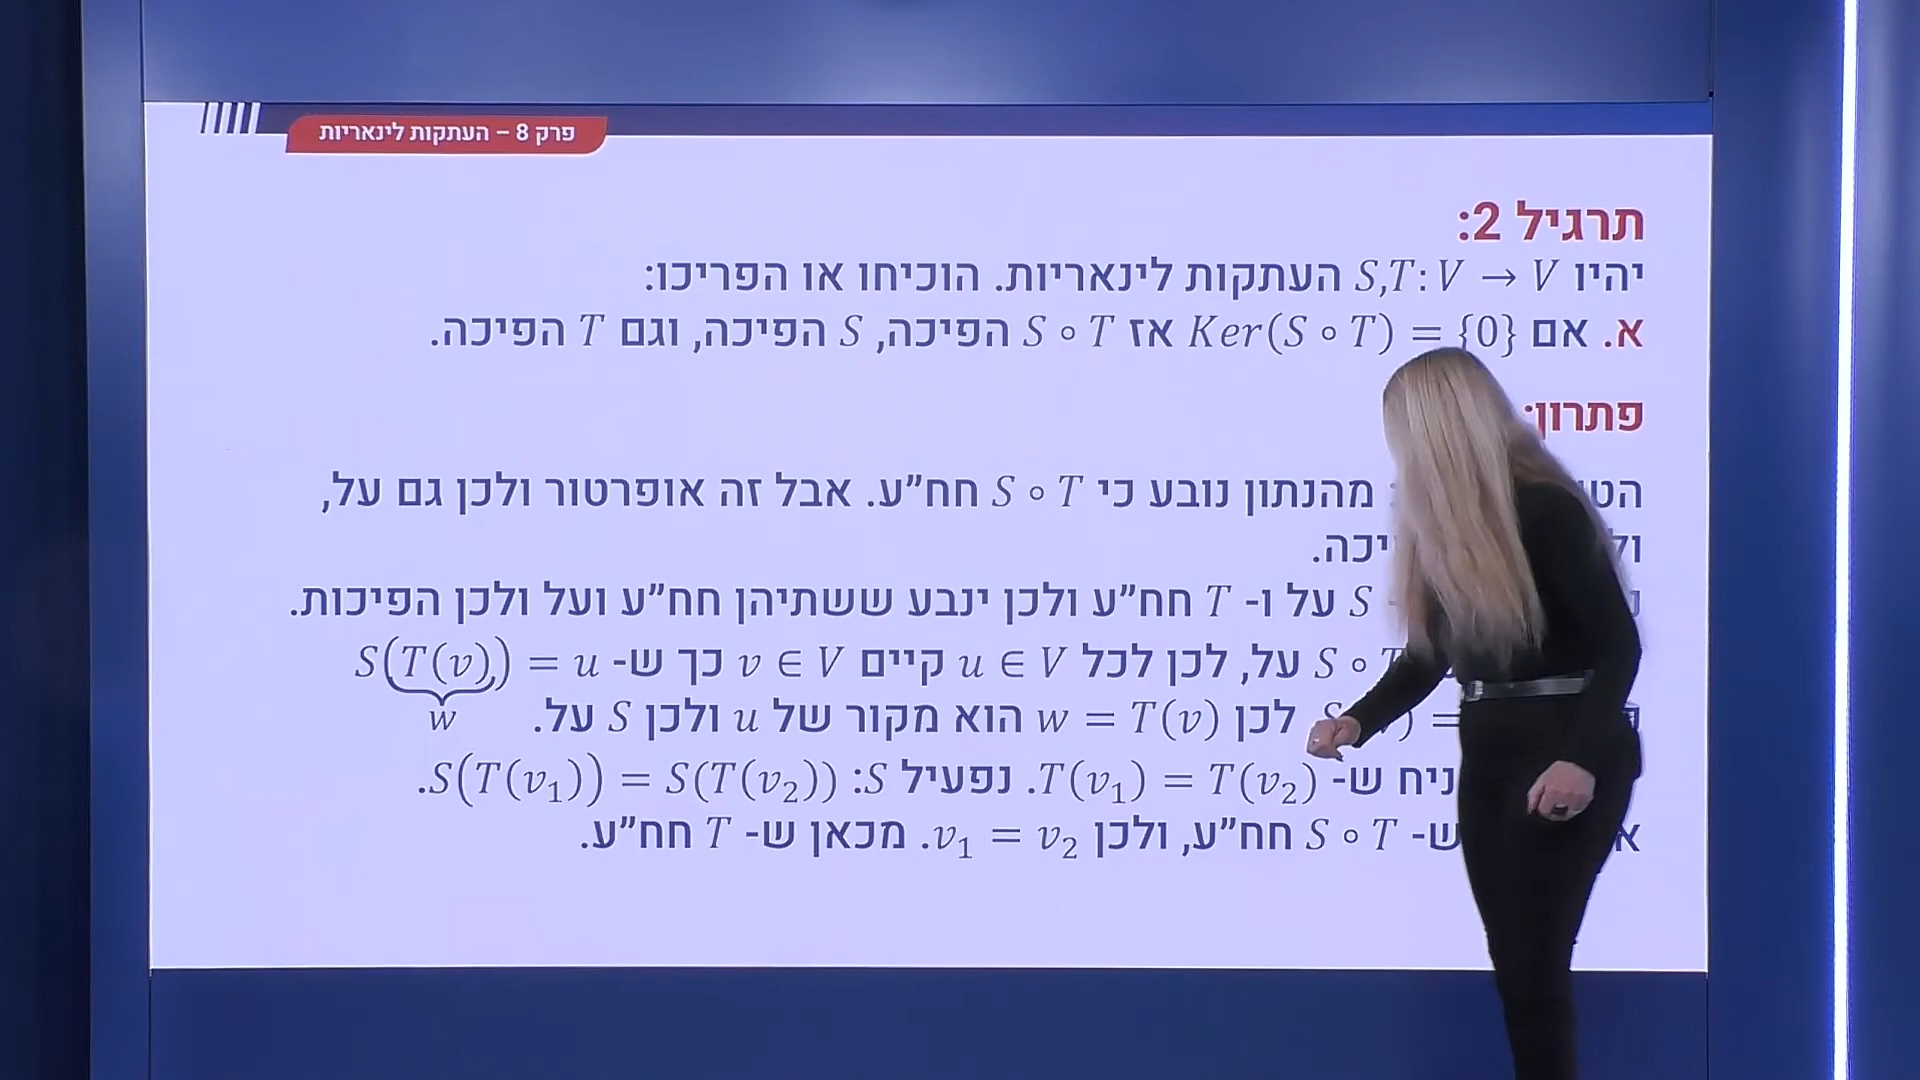 פרק 8 – העתקות לינאריות
תרגיל 2:
יהיו S,T: V → V העתקות לינאריות. הוכיחו או הפריכו:
א. אם Ker(S ∘ T) = {0} אז S ∘ T הפיכה, S הפיכה, וגם T הפיכה.
פתרון:
מהנתון נובע כי S ∘ T חח"ע. אבל זה אופרטור ולכן גם על,
S על ו- T חח"ע ולכן ינבע ששתיהן חח"ע ועל ולכן הפיכות.
S ∘ T על, לכן לכל u ∈ V קיים v ∈ V כך ש- S(T(v)) = u
w
לכן w = T(v) הוא מקור של u ולכן S על.
ש- T(v₁) = T(v₂). נפעיל S: S(T(v₁)) = S(T(v₂)).
ש- S ∘ T חח"ע, ולכן v₁ = v₂. מכאן ש- T חח"ע.